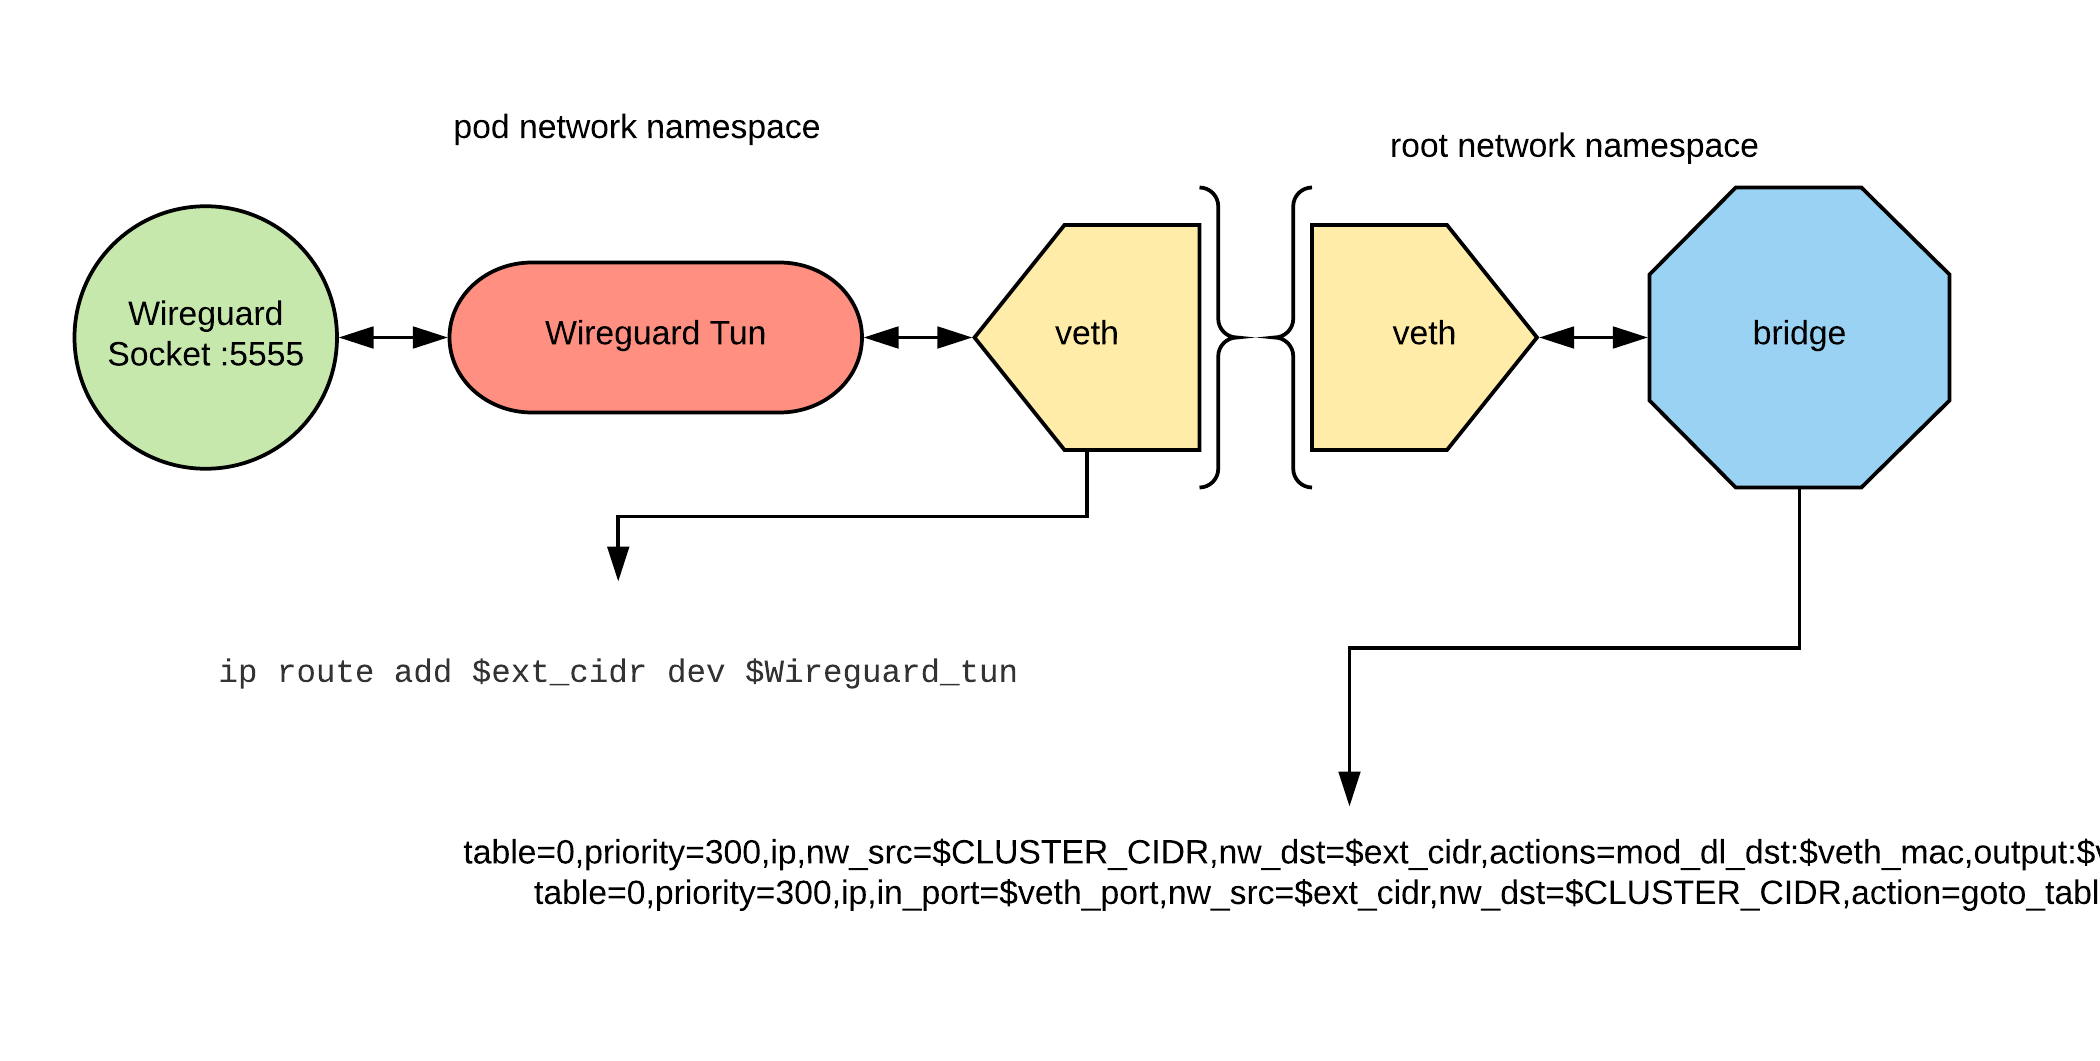 pod network namespace
root network namespace
Wireguard
Socket :5555
Wireguard Tun
veth
veth
bridge
ip route add $ext_cidr dev $Wireguard_tun
table=0,priority=300,ip,nw_src=$CLUSTER_CIDR,nw_dst=$ext_cidr,actions=mod_dl_dst:$veth_mac,output:$v
table=0,priority=300,ip,in_port=$veth_port,nw_src=$ext_cidr,nw_dst=$CLUSTER_CIDR,action=goto_tabl